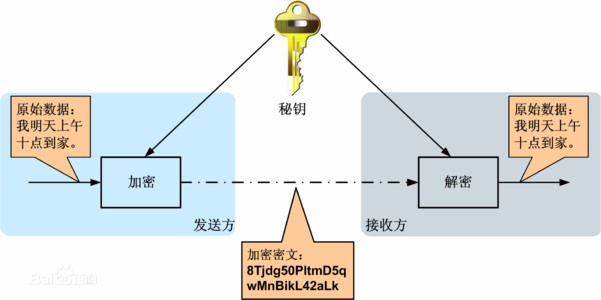 秘钥
原始数据：
我明天上午
十点到家。
加密
发送方
加密密文：
8Tjdg50PltmD5q
wMnBikL42aLk
解密
接收方
原始数据：
我明天上午
十点到家。
Baidu百科